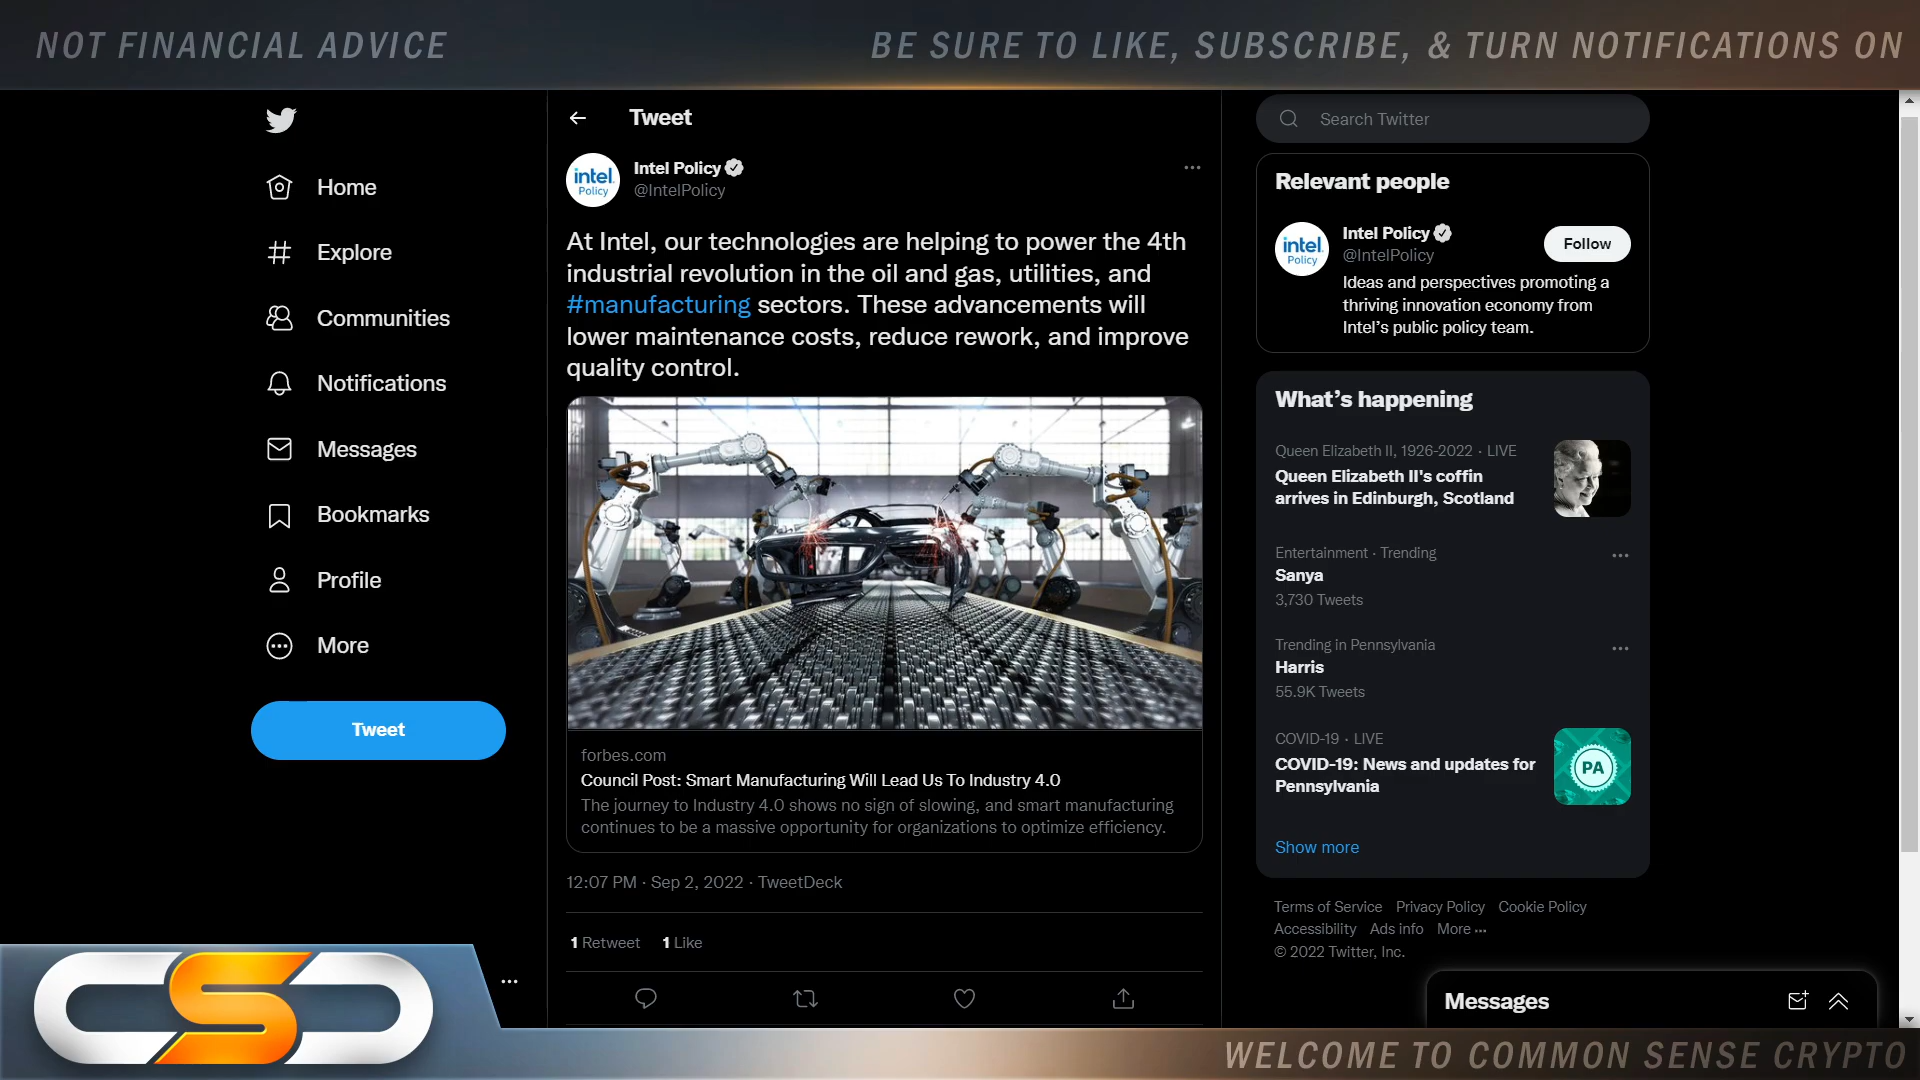 NOT FINANCIAL ADVICE
BE SURE TO LIKE, SUBSCRIBE, & TURN NOTIFICATIONS ON
Home
Explore
Communities
Notifications
Messages
Bookmarks
Profile
More
Tweet
Tweet
intel.
Policy
Intel Policy
@IntelPolicy
At Intel, our technologies are helping to power the 4th
industrial revolution in the oil and gas, utilities, and
#manufacturing sectors. These advancements will
lower maintenance costs, reduce rework, and improve
quality control.
forbes.com
Council Post: Smart Manufacturing Will Lead Us To Industry 4.0
The journey to Industry 4.0 shows no sign of slowing, and smart manufacturing
continues to be a massive opportunity for organizations to optimize efficiency.
12:07 PM · Sep 2, 2022 · TweetDeck
1 Retweet 1 Like
Search Twitter
Relevant people
intel.
Policy
Intel Policy
@IntelPolicy
Follow
Ideas and perspectives promoting a
thriving innovation economy from
Intel's public policy team.
What's happening
Queen Elizabeth II, 1926-2022 · LIVE
Queen Elizabeth II's coffin
arrives in Edinburgh, Scotland
Entertainment · Trending
Sanya
3,730 Tweets
Trending in Pennsylvania
Harris
55.9K Tweets
COVID-19 · LIVE
COVID-19: News and updates for
Pennsylvania
PA
Show more
Terms of Service Privacy Policy Cookie Policy
Accessibility Ads info More ···
© 2022 Twitter, Inc.
Messages
CSC
WELCOME TO COMMON SENSE CRYPTO